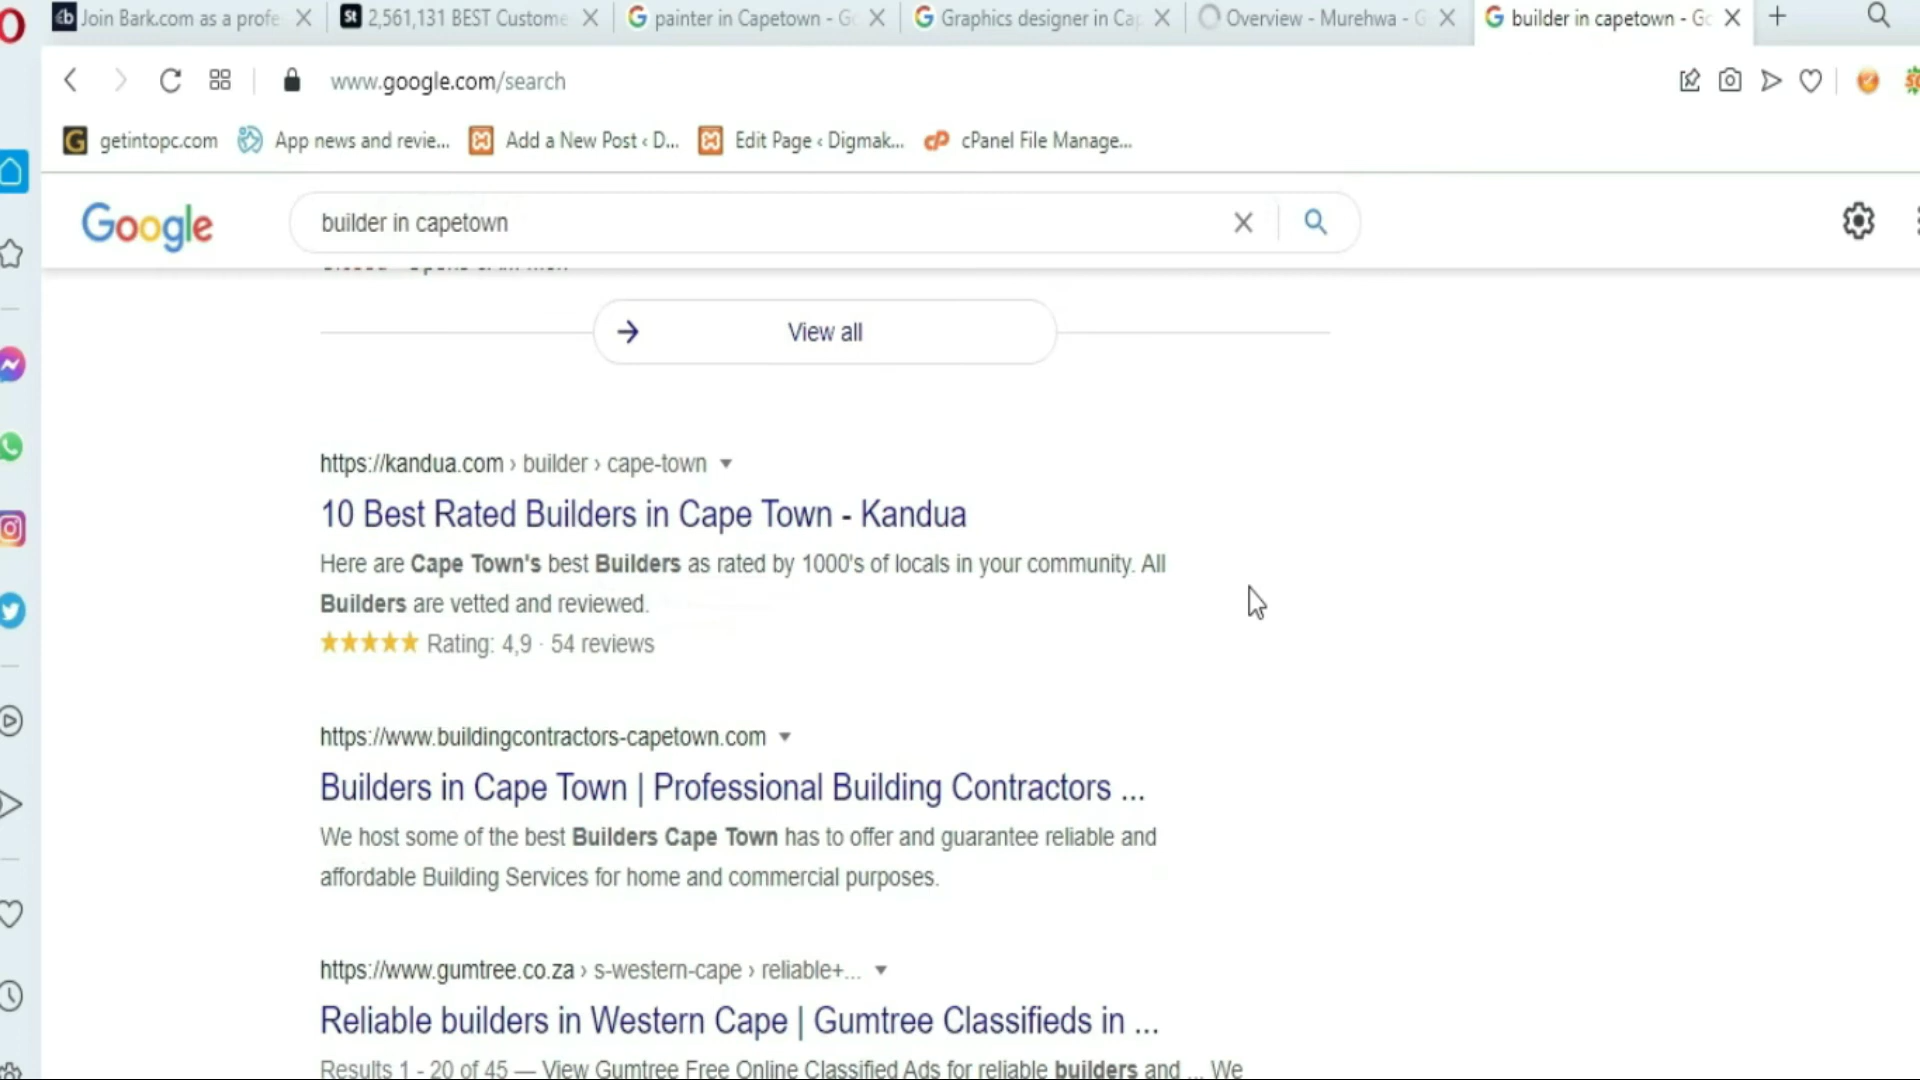 Join Bark.com as a profe
2,561,131 BEST Custome
painter in Capetown - Go
Graphics designer in Cap
Overview - Murehwa - G
builder in capetown - Go
www.google.com/search
getintopc.com
App news and revie...
Add a New Post ‹ D...
Edit Page ‹ Digmak...
cPanel File Manage...
Google
builder in capetown
View all
https://kandua.com › builder › cape-town
10 Best Rated Builders in Cape Town - Kandua
Here are Cape Town's best Builders as rated by 1000's of locals in your community. All
Builders are vetted and reviewed.
Rating: 4,9 · 54 reviews
https://www.buildingcontractors-capetown.com
Builders in Cape Town | Professional Building Contractors ...
We host some of the best Builders Cape Town has to offer and guarantee reliable and
affordable Building Services for home and commercial purposes.
https://www.gumtree.co.za › s-western-cape › reliable+...
Reliable builders in Western Cape | Gumtree Classifieds in ...
Results 1 - 20 of 45 — View Gumtree Free Online Classified Ads for reliable builders and ... We